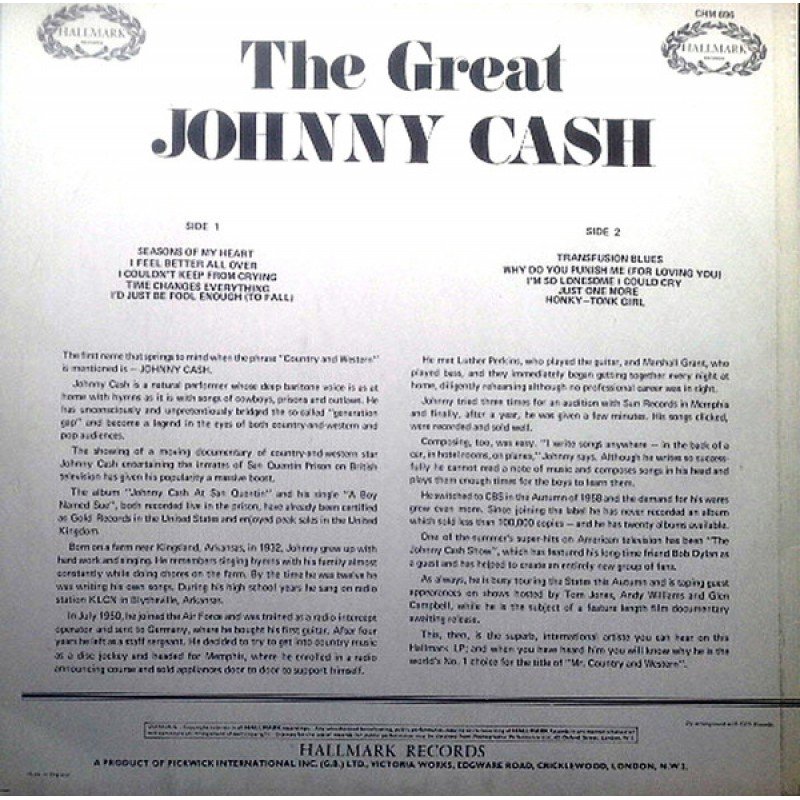 HALLMARK
RECORDS
CHM 696
HALLMARK
RECORDS
The Great
JOHNNY CASH
SIDE 1
SEASONS OF MY HEART
I FEEL BETTER ALL OVER
I COULDN'T KEEP FROM CRYING
TIME CHANGES EVERYTHING
I'D JUST BE FOOL ENOUGH (TO FALL)
SIDE 2
TRANSFUSION BLUES
WHY DO YOU PUNISH ME (FOR LOVING YOU)
I'M SO LONESOME I COULD CRY
JUST ONE MORE
HONKY-TONK GIRL
The first name that springs to mind when the phrase "Country and Western"
is mentioned is – JOHNNY CASH.
Johnny Cash is a natural performer whose deep baritone voice is as at
home with hymns as it is with songs of cowboys, prisons and outlaws. He
has unconsciously and unpretentiously bridged the so-called "generation
gap" and become a legend in the eyes of both country-and-western and
pop audiences.
The showing of a moving documentary of country-and-western star
Johnny Cash entertaining the inmates of San Quentin Prison on British
television has given his popularity a massive boost.
The album "Johnny Cash At San Quentin" and his single "A Boy
Named Sue", both recorded live in the prison, have already been certified
as Gold Records in the United States and enjoyed peak sales in the United
Kingdom.
Born on a farm near Kingsland, Arkansas, in 1932, Johnny grew up with
hard work and singing. He remembers singing hymns with his family almost
constantly while doing chores on the farm. By the time he was twelve he
was writing his own songs. During his high school years he sang on radio
station KLCN in Blytheville, Arkansas.
In July 1950, he joined the Air Force and was trained as a radio intercept
operator and sent to Germany, where he bought his first guitar. After four
years he left as a staff sergeant. He decided to try to get into country music
as a disc jockey and headed for Memphis, where he enrolled in a radio
announcing course and sold appliances door to door to support himself.
He met Luther Perkins, who played the guitar, and Marshall Grant, who
played bass, and they immediately began getting together every night at
home, diligently rehearsing although no professional career was in sight.
Johnny tried three times for an audition with Sun Records in Memphis
and finally, after a year, he was given a few minutes. His songs clicked,
were recorded and sold well.
Composing, too, was easy. "I write songs anywhere – in the back of a
car, in hotel rooms, on planes," Johnny says. Although he writes so success-
fully he cannot read a note of music and composes songs in his head and
plays them enough times for the boys to learn them.
He switched to CBS in the Autumn of 1958 and the demand for his wares
grew even more. Since joining the label he has never recorded an album
which sold less than 100,000 copies – and he has twenty albums available.
One of the summer's super-hits on American television has been "The
Johnny Cash Show", which has featured his long time friend Bob Dylan as
a guest and has helped to create an entirely new group of fans.
As always, he is busy touring the States this Autumn and is taping guest
appearances on shows hosted by Tom Jones, Andy Williams and Glen
Campbell, while he is the subject of a feature length film documentary
awaiting release.
This, then, is the superb, international artiste you can hear on this
Hallmark LP; and when you have heard him you will know why he is the
world's No. 1 choice for the title of "Mr. Country and Western".
By arrangement with CBS Records
HALLMARK RECORDS
A PRODUCT OF PICKWICK INTERNATIONAL INC. (G.B.) LTD., VICTORIA WORKS, EDGWARE ROAD, CRICKLEWOOD, LONDON, N.W.2.
Made in England